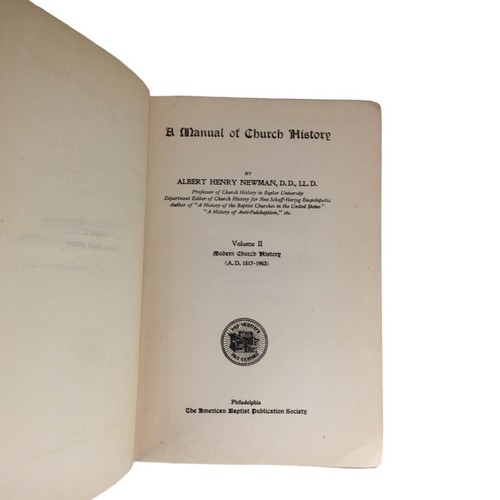 A Manual of Church History
BY
ALBERT HENRY NEWMAN, D.D., LL.D.
Professor of Church History in Baylor University
Department Editor of Church History for New Schaff-Herzog Encyclopedia
Author of "A History of the Baptist Churches in the United States"
"A History of Anti-Pedobaptism," etc.
Volume II
Modern Church History
(A.D. 1517-1903)
Philadelphia
The American Baptist Publication Society